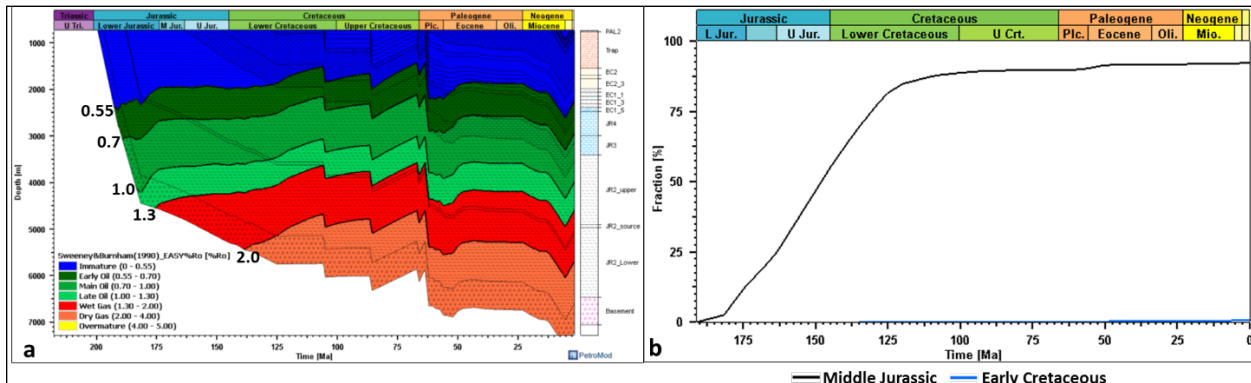 Triassic Jurassic Cretaceous Paleogene Neogene
U Tri. Lower Jurassic M Jur. U Jur. Lower Cretaceous Upper Cretaceous Plc. Eocene Oli. Miocene
1000
2000
3000
4000
5000
6000
7000
Depth [m]
0.55
0.7
1.0
1.3
2.0
Sweeney&Burnham(1990)_EASY%Ro [%Ro]
Immature (0 - 0.55)
Early Oil (0.55 - 0.70)
Main Oil (0.70 - 1.00)
Late Oil (1.00 - 1.30)
Wet Gas (1.30 - 2.00)
Dry Gas (2.00 - 4.00)
Overmature (4.00 - 5.00)
200 175 150 125 100 75 50 25
Time [Ma]
a
PAL2
Trap
EC2
EC2_3
EC1_1
EC1_3
EC1_5
JR4
JR3
JR2_upper
JR2_source
JR2_Lower
Basement
PetroMod
Jurassic Cretaceous Paleogene Neogene
L Jur. U Jur. Lower Cretaceous U Crt. Plc. Eocene Oli. Mio.
100
75
50
25
0
Fraction [%]
175 150 125 100 75 50 25 0
Time [Ma]
b
Middle Jurassic Early Cretaceous